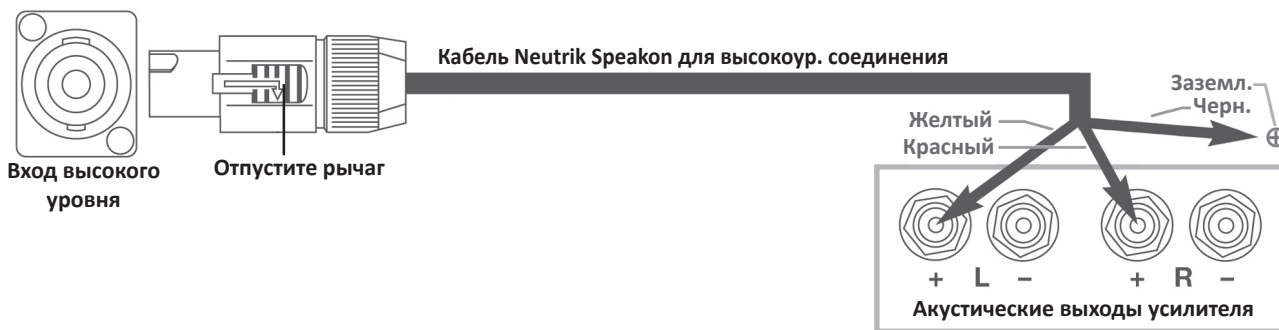 Кабель Neutrik Speakon для высокоур. соединения
Заземл.
Черн.
Желтый
Красный
Вход высокого
уровня
Отпустите рычаг
+ L - + R -
Акустические выходы усилителя